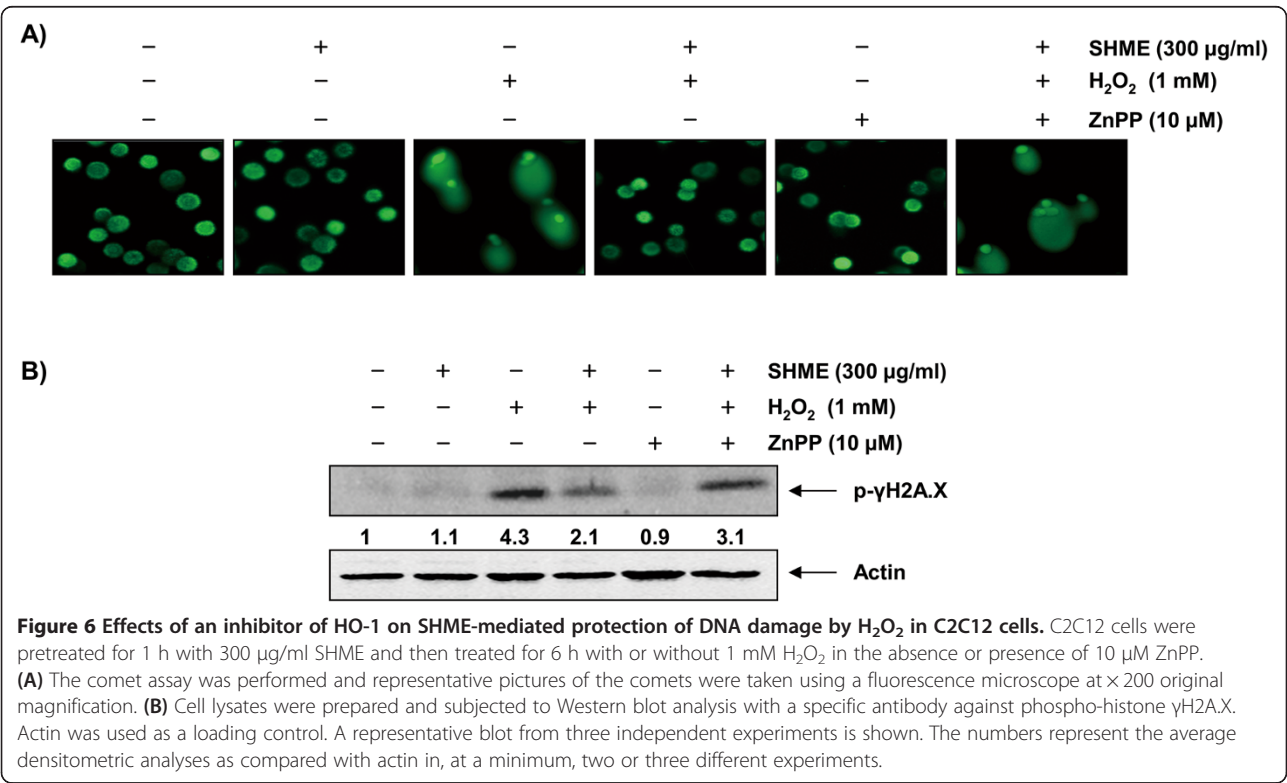 A)
– + – + – + SHME (300 µg/ml)
– – + + – + H₂O₂ (1 mM)
– – – – + + ZnPP (10 µM)
B)
– + – + – + SHME (300 µg/ml)
– – + + – + H₂O₂ (1 mM)
– – – – + + ZnPP (10 µM)
p-γH2A.X
1 1.1 4.3 2.1 0.9 3.1
Actin
Figure 6 Effects of an inhibitor of HO-1 on SHME-mediated protection of DNA damage by H₂O₂ in C2C12 cells. C2C12 cells were
pretreated for 1 h with 300 µg/ml SHME and then treated for 6 h with or without 1 mM H₂O₂ in the absence or presence of 10 µM ZnPP.
(A) The comet assay was performed and representative pictures of the comets were taken using a fluorescence microscope at × 200 original
magnification. (B) Cell lysates were prepared and subjected to Western blot analysis with a specific antibody against phospho-histone γH2A.X.
Actin was used as a loading control. A representative blot from three independent experiments is shown. The numbers represent the average
densitometric analyses as compared with actin in, at a minimum, two or three different experiments.